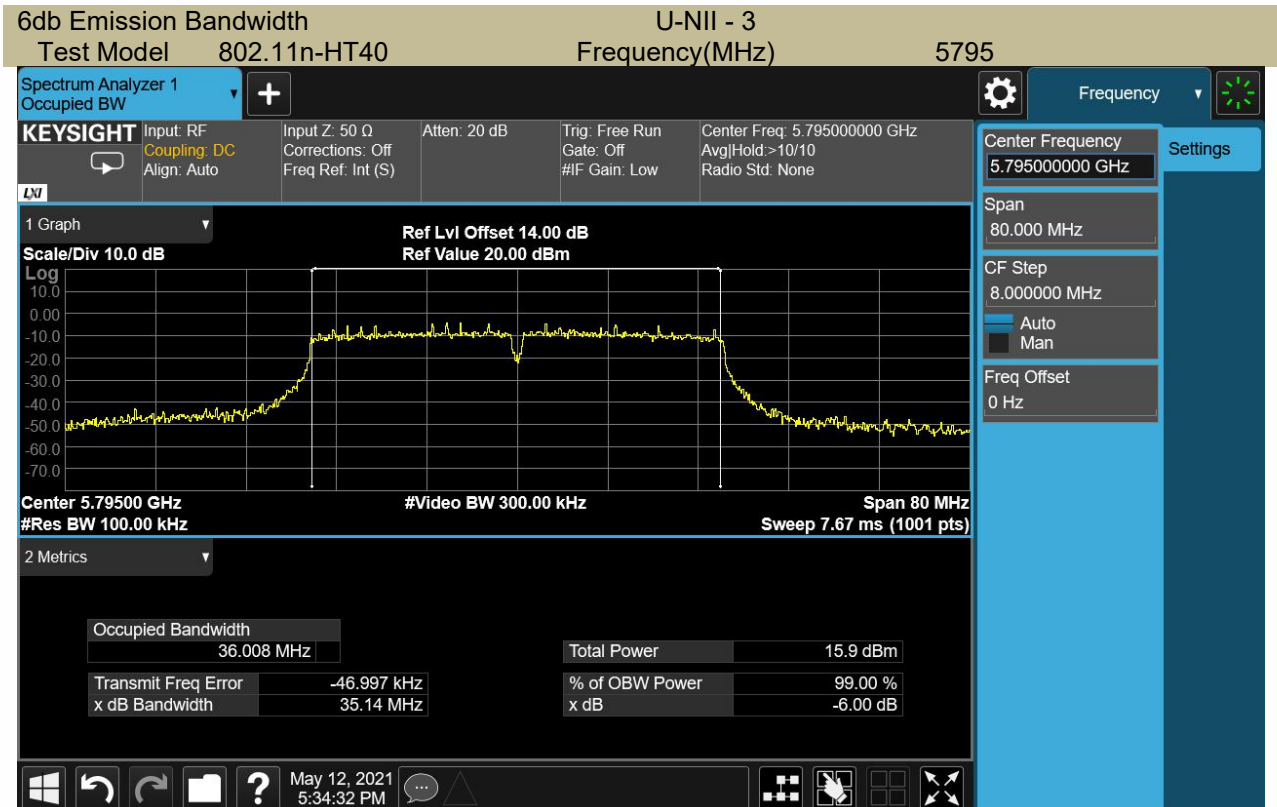 6db Emission Bandwidth U-NII - 3
Test Model 802.11n-HT40 Frequency(MHz) 5795
Spectrum Analyzer 1
Occupied BW
+
Frequency
KEYSIGHT
LXI
Input: RF
Coupling: DC
Align: Auto
Input Z: 50 Ω
Corrections: Off
Freq Ref: Int (S)
Atten: 20 dB
Trig: Free Run
Gate: Off
#IF Gain: Low
Center Freq: 5.795000000 GHz
Avg|Hold:>10/10
Radio Std: None
Center Frequency
5.795000000 GHz
Settings
Span
80.000 MHz
CF Step
8.000000 MHz
Auto
Man
Freq Offset
0 Hz
1 Graph
Scale/Div 10.0 dB
Ref Lvl Offset 14.00 dB
Ref Value 20.00 dBm
Log
10.0
0.00
-10.0
-20.0
-30.0
-40.0
-50.0
-60.0
-70.0
Center 5.79500 GHz #Video BW 300.00 kHz Span 80 MHz
#Res BW 100.00 kHz Sweep 7.67 ms (1001 pts)
2 Metrics
Occupied Bandwidth
36.008 MHz
Total Power 15.9 dBm
Transmit Freq Error -46.997 kHz
% of OBW Power 99.00 %
x dB Bandwidth 35.14 MHz
x dB -6.00 dB
?
May 12, 2021
5:34:32 PM